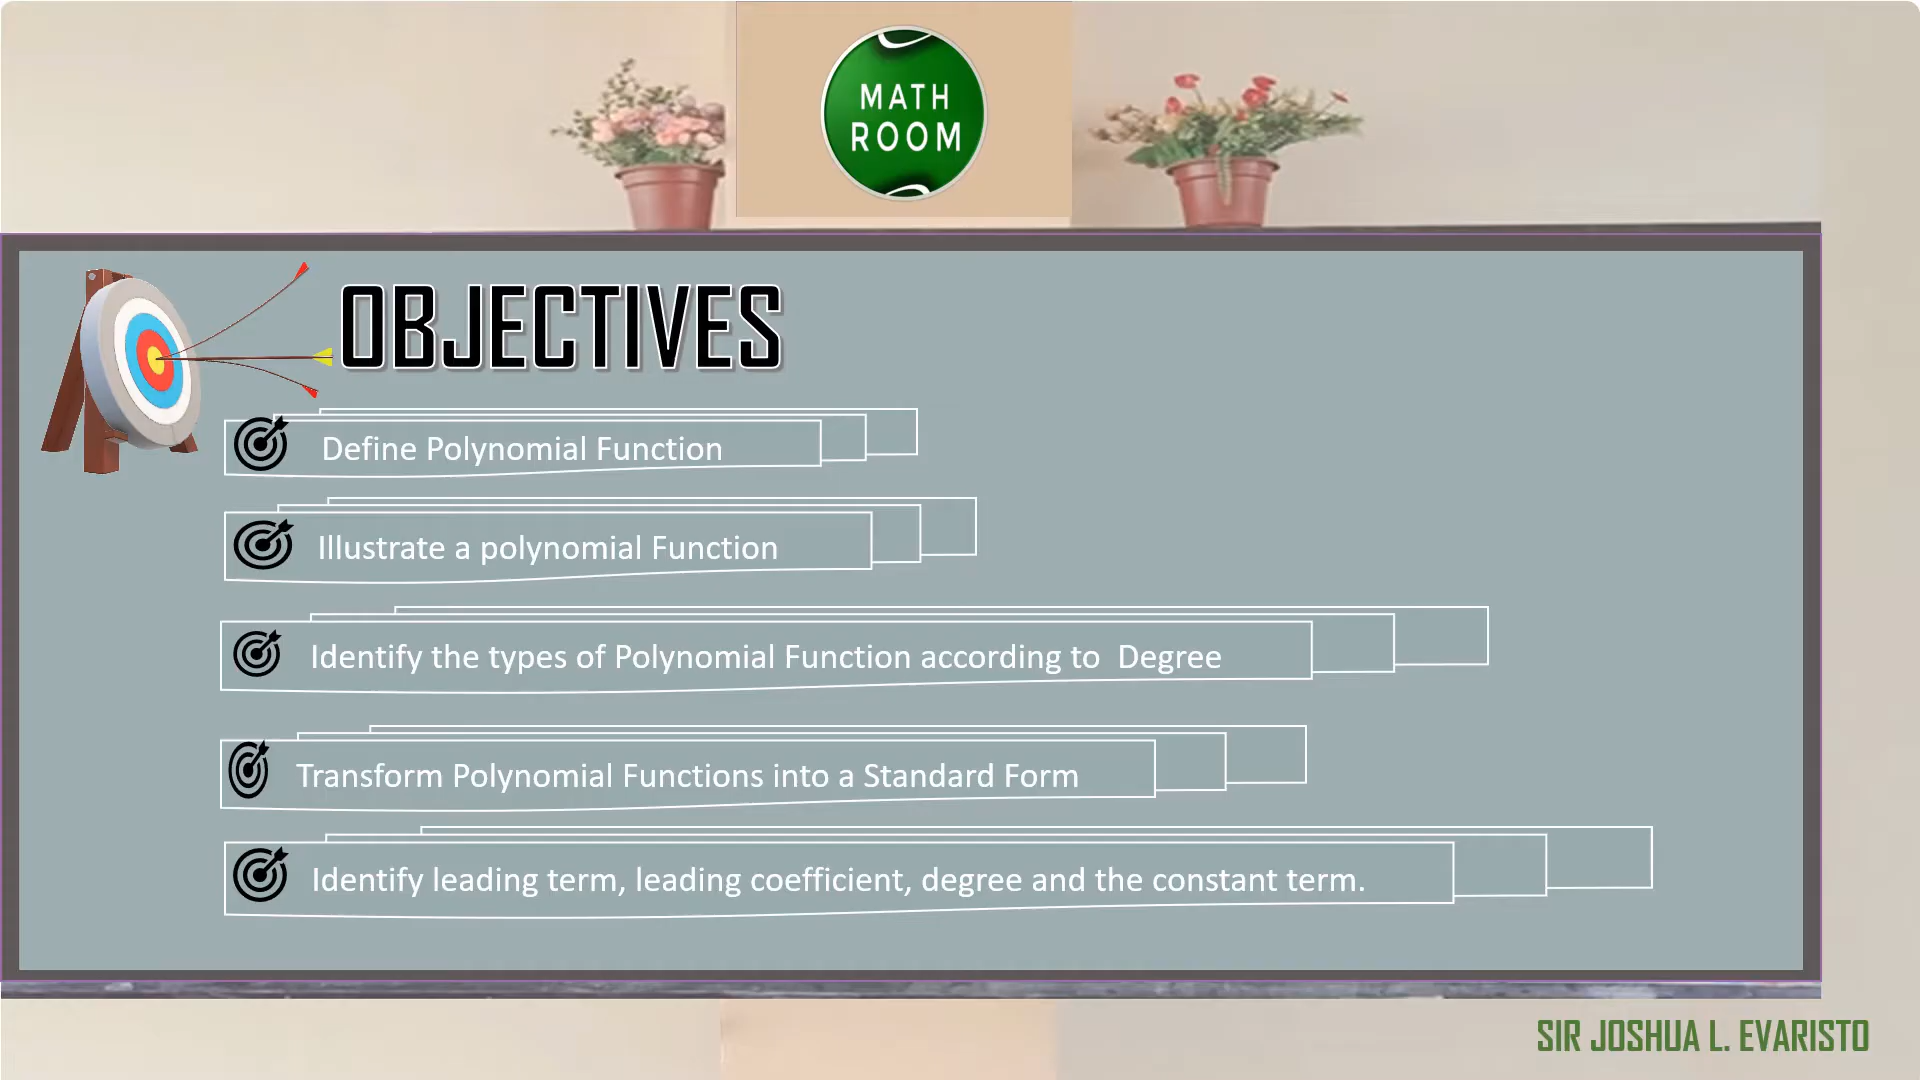 MATH
ROOM
OBJECTIVES
Define Polynomial Function
Illustrate a polynomial Function
Identify the types of Polynomial Function according to  Degree
Transform Polynomial Functions into a Standard Form
Identify leading term, leading coefficient, degree and the constant term.
SIR JOSHUA L. EVARISTO